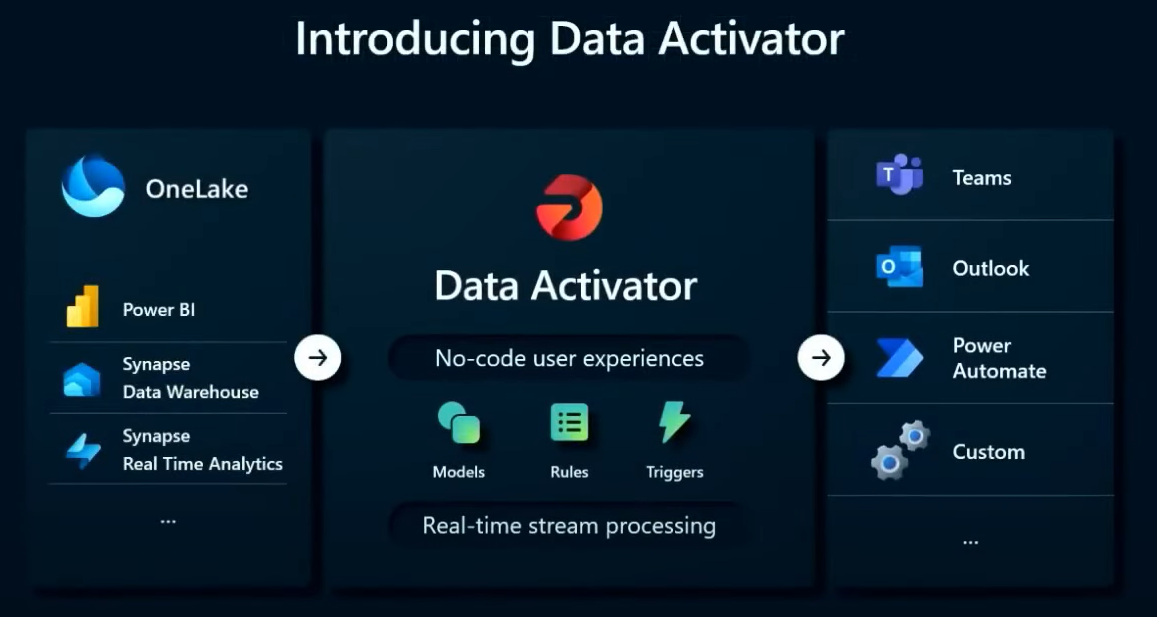 Introducing Data Activator
OneLake
Power BI
Synapse
Data Warehouse
Synapse
Real Time Analytics
...
Data Activator
No-code user experiences
Models
Rules
Triggers
Real-time stream processing
T
Teams
O
Outlook
Power
Automate
Custom
...